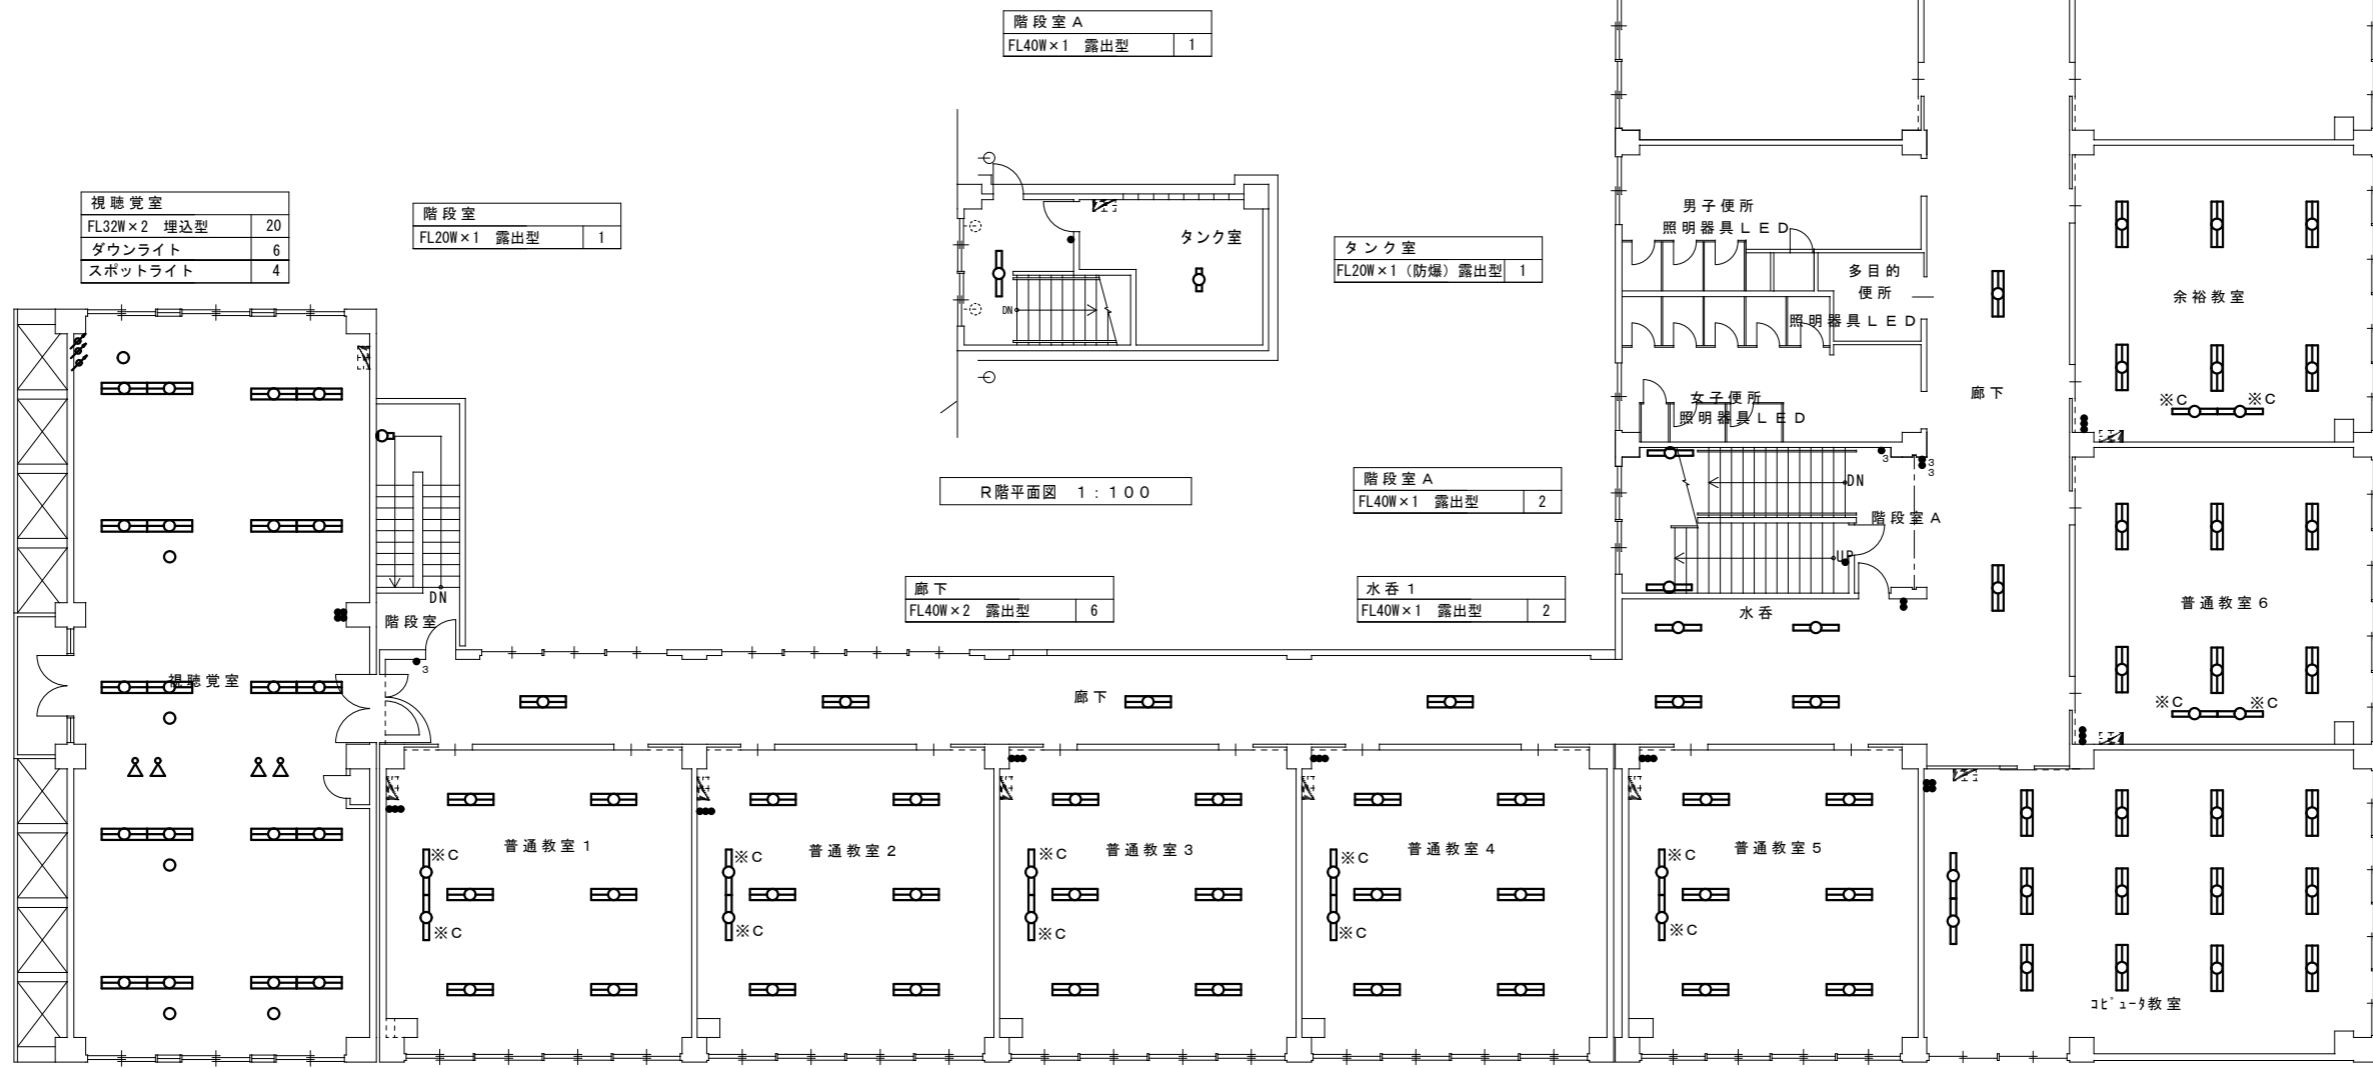 階段室A
FL40W×1 露出型 1
視聴覚室
FL32W×2 埋込型 20
ダウンライト 6
スポットライト 4
階段室
FL20W×1 露出型 1
タンク室
タンク室
FL20W×1(防爆)露出型 1
DN
R階平面図 1:100
男子便所
照明器具LED
多目的
便所
照明器具LED
女子便所
照明器具LED
廊下
余裕教室
※C ※C
階段室A
FL40W×1 露出型 2
3
3
3
DN
階段室A
UP
廊下
FL40W×2 露出型 6
水呑1
FL40W×1 露出型 2
水呑
普通教室6
※C ※C
DN
階段室
3
視聴覚室
廊下
普通教室1
※C
※C
普通教室2
※C
※C
普通教室3
※C
※C
普通教室4
※C
※C
普通教室5
※C
※C
コピュータ教室